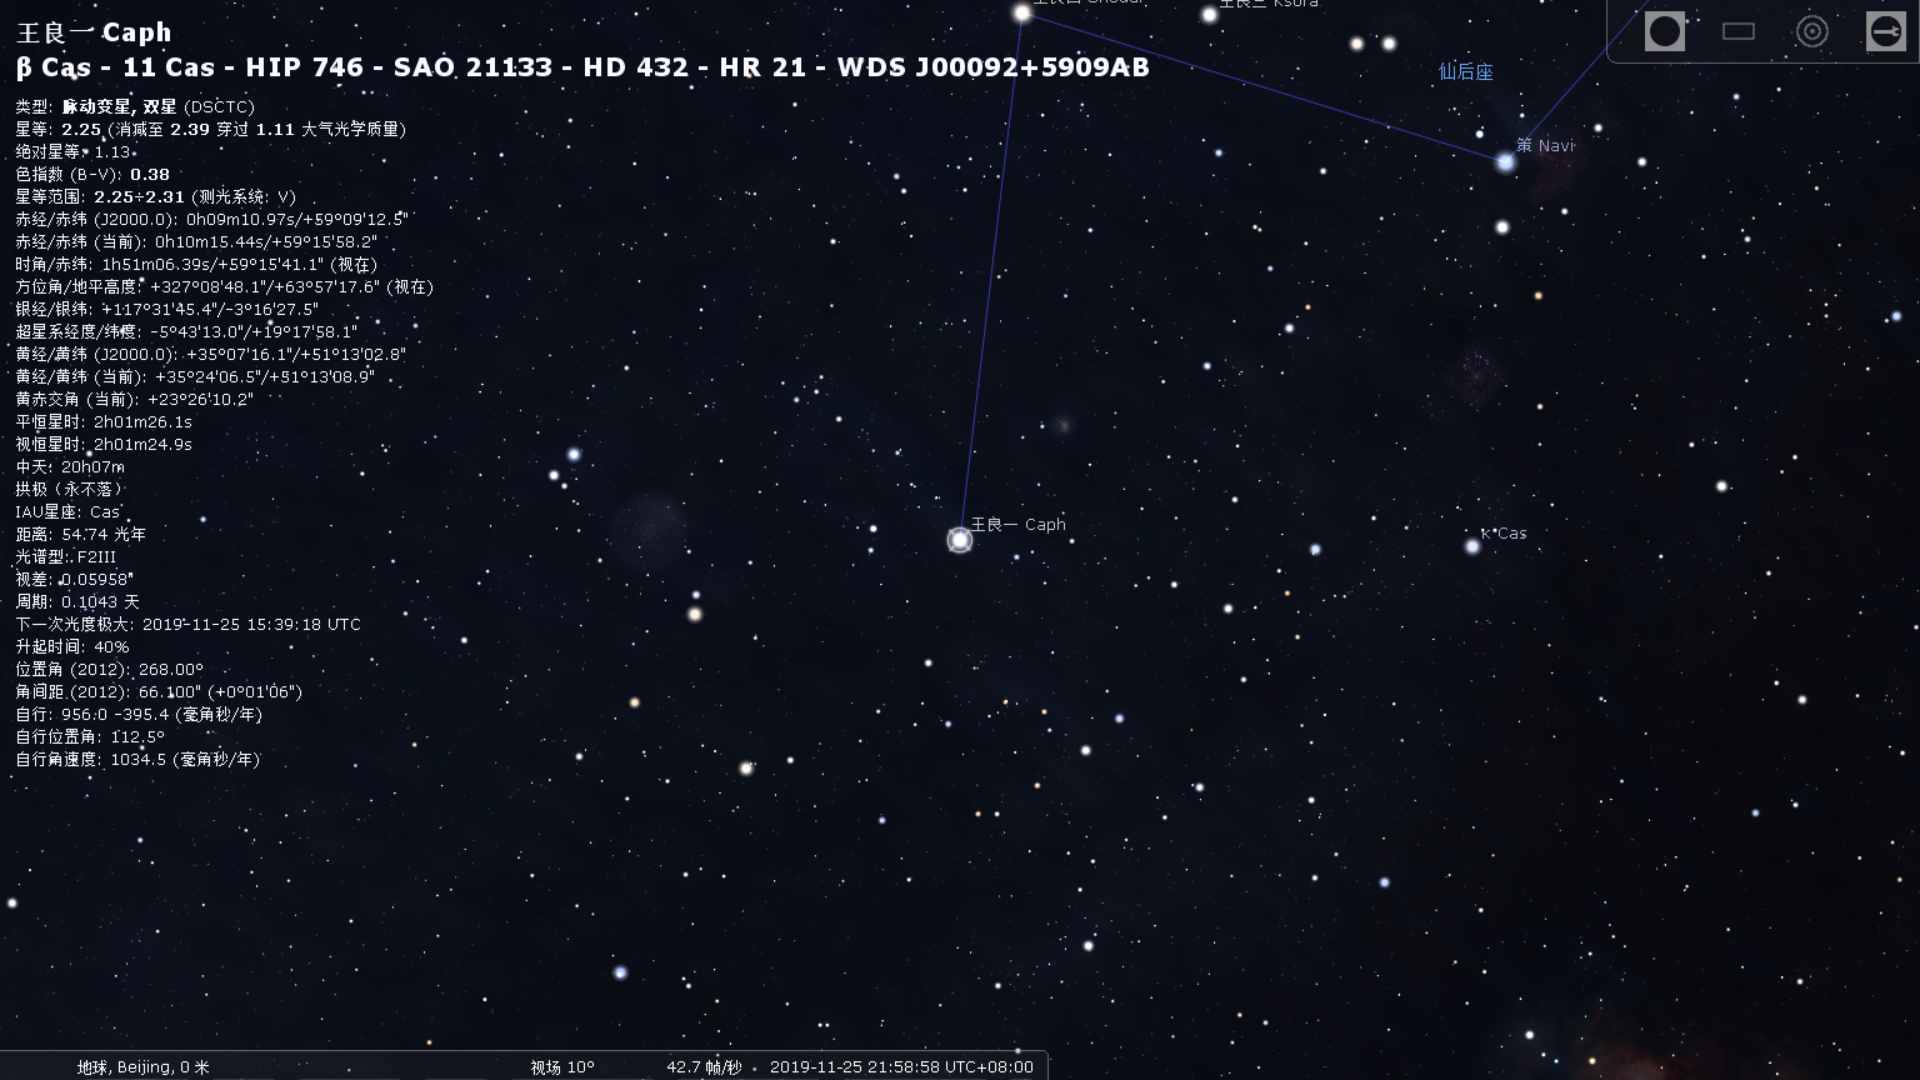 王良一 Caph
β Cas - 11 Cas - HIP 746 - SAO 21133 - HD 432 - HR 21 - WDS J00092+5909AB
类型: 脉动变星, 双星 (DSCTC)
星等: 2.25 (消减至 2.39 穿过 1.11 大气光学质量)
绝对星等: 1.13
色指数 (B-V): 0.38
星等范围: 2.25÷2.31 (测光系统: V)
赤经/赤纬 (J2000.0): 0h09m10.97s/+59°09'12.5"
赤经/赤纬 (当前): 0h10m15.44s/+59°15'58.2"
时角/赤纬: 1h51m06.39s/+59°15'41.1" (视在)
方位角/地平高度: +327°08'48.1"/+63°57'17.6" (视在)
银经/银纬: +117°31'45.4"/-3°16'27.5"
超星系经度/纬度: -5°43'13.0"/+19°17'58.1"
黄经/黄纬 (J2000.0): +35°07'16.1"/+51°13'02.8"
黄经/黄纬 (当前): +35°24'06.5"/+51°13'08.9"
黄赤交角 (当前): +23°26'10.2"
平恒星时: 2h01m26.1s
视恒星时: 2h01m24.9s
中天: 20h07m
拱极（永不落）
IAU星座: Cas
距离: 54.74 光年
光谱型: F2III
视差: 0.05958"
周期: 0.1043 天
下一次光度极大: 2019-11-25 15:39:18 UTC
升起时间: 40%
位置角 (2012): 268.00°
角间距 (2012): 66.100" (+0°01'06")
自行: 956.0 -395.4 (毫角秒/年)
自行位置角: 112.5°
自行角速度: 1034.5 (毫角秒/年)
仙后座
策 Navi
王良一 Caph
κ Cas
地球, Beijing, 0 米
视场 10°
42.7 帧/秒
2019-11-25 21:58:58 UTC+08:00